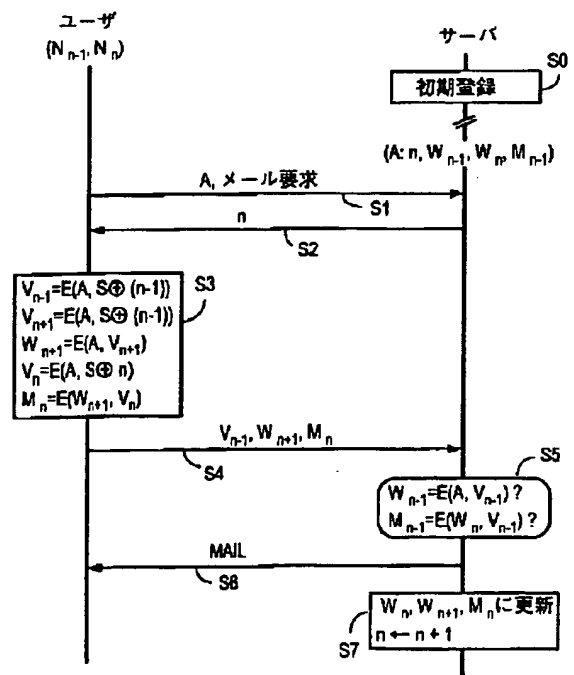 ユーザ
(N n-1, N n)
サーバ
S0
初期登録
(A: n, W n-1, W n, M n-1)
A, メール要求
S1
n
S2
S3
V n-1=E(A, S⊕ (n-1))
V n+1=E(A, S⊕ (n-1))
W n+1=E(A, V n+1)
V n=E(A, S⊕ n)
M n=E(W n+1, V n)
V n-1, W n+1, M n
S4
S5
W n-1=E(A, V n-1) ?
M n-1=E(W n, V n-1) ?
MAIL
S6
W n, W n+1, M n に更新
n ← n + 1
S7